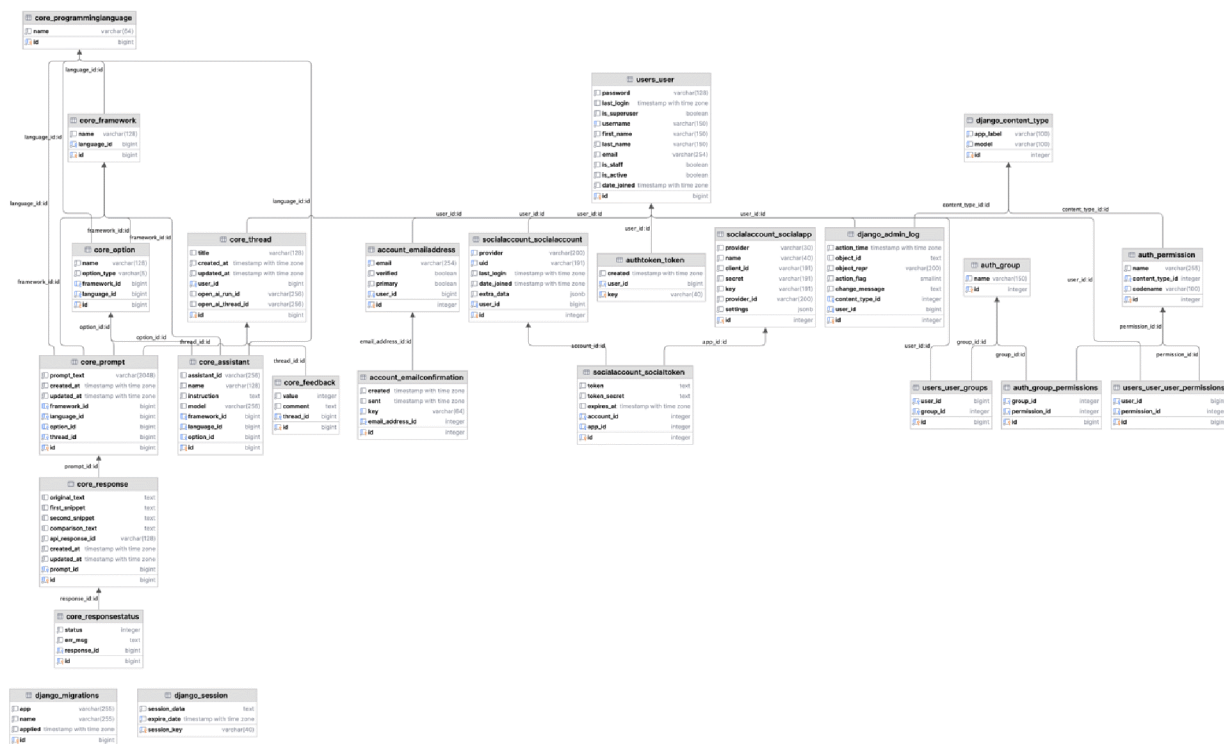 core_programminglanguage
name varchar(64)
id bigint
language_id:id
core_framework
name varchar(128)
language_id bigint
id bigint
language_id:id
language_id:id
language_id:id
framework_id:id
framework_id:id
framework_id:id
core_option
name varchar(128)
option_type varchar(5)
framework_id bigint
language_id bigint
id bigint
option_id:id
option_id:id
core_thread
title varchar(128)
created_at timestamp with time zone
updated_at timestamp with time zone
user_id bigint
open_ai_run_id varchar(256)
open_ai_thread_id varchar(256)
id bigint
thread_id:id
thread_id:id
core_prompt
prompt_text varchar(2048)
created_at timestamp with time zone
updated_at timestamp with time zone
framework_id bigint
language_id bigint
option_id bigint
thread_id bigint
id bigint
prompt_id:id
core_assistant
assistant_id varchar(256)
name varchar(128)
instruction text
model varchar(256)
framework_id bigint
language_id bigint
option_id bigint
id bigint
core_feedback
value integer
comment text
thread_id bigint
id bigint
core_response
original_text text
first_snippet text
second_snippet text
comparison_text text
api_response_id varchar(128)
created_at timestamp with time zone
updated_at timestamp with time zone
prompt_id bigint
id bigint
response_id:id
core_responsestatus
status integer
err_msg text
response_id bigint
id bigint
django_migrations
app varchar(255)
name varchar(255)
applied timestamp with time zone
id bigint
django_session
session_data text
expire_date timestamp with time zone
session_key varchar(40)
users_user
password varchar(128)
last_login timestamp with time zone
is_superuser boolean
username varchar(150)
first_name varchar(150)
last_name varchar(150)
email varchar(254)
is_staff boolean
is_active boolean
date_joined timestamp with time zone
id bigint
user_id:id
user_id:id
user_id:id
user_id:id
user_id:id
user_id:id
user_id:id
account_emailaddress
email varchar(254)
verified boolean
primary boolean
user_id bigint
id integer
email_address_id:id
account_emailconfirmation
created timestamp with time zone
sent timestamp with time zone
key varchar(64)
email_address_id integer
id integer
socialaccount_socialaccount
provider varchar(200)
uid varchar(191)
last_login timestamp with time zone
date_joined timestamp with time zone
extra_data jsonb
user_id bigint
id integer
account_id:id
authtoken_token
created timestamp with time zone
user_id bigint
key varchar(40)
socialaccount_socialapp
provider varchar(30)
name varchar(40)
client_id varchar(191)
secret varchar(191)
key varchar(191)
provider_id varchar(200)
settings jsonb
id integer
app_id:id
socialaccount_socialtoken
token text
token_secret text
expires_at timestamp with time zone
account_id integer
app_id integer
id integer
django_admin_log
action_time timestamp with time zone
object_id text
object_repr varchar(200)
action_flag smallint
change_message text
content_type_id integer
user_id bigint
id integer
django_content_type
app_label varchar(100)
model varchar(100)
id integer
content_type_id:id
content_type_id:id
auth_group
name varchar(150)
id integer
group_id:id
group_id:id
auth_permission
name varchar(255)
content_type_id integer
codename varchar(100)
id integer
permission_id:id
permission_id:id
users_user_groups
user_id bigint
group_id integer
id bigint
auth_group_permissions
group_id integer
permission_id integer
id bigint
users_user_user_permissions
user_id bigint
permission_id integer
id bigint